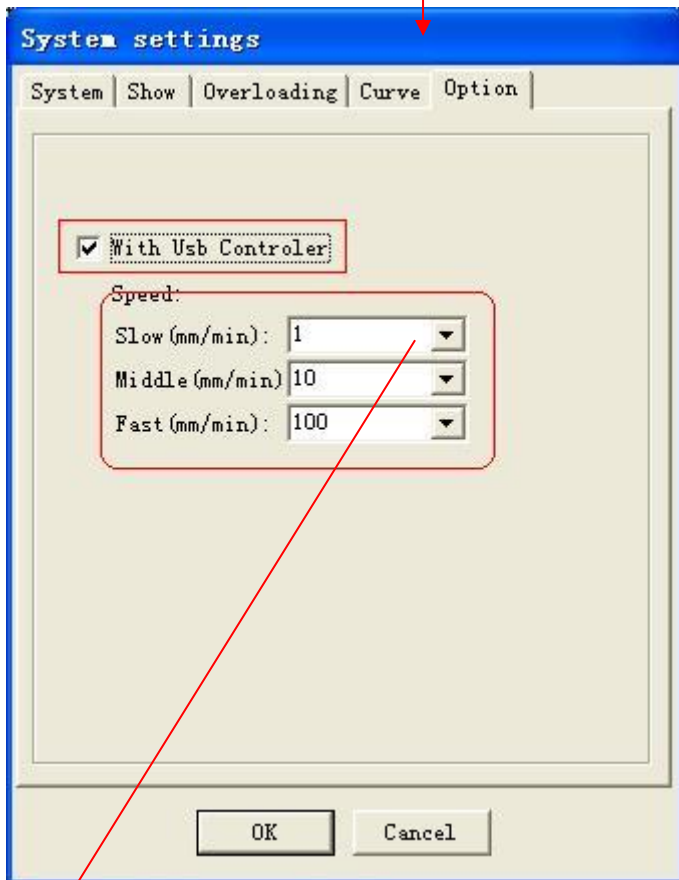 System settings
System Show Overloading Curve Option
With Usb Controler
Speed:
Slow(mm/min): 1
Middle(mm/min) 10
Fast(mm/min): 100
OK Cancel